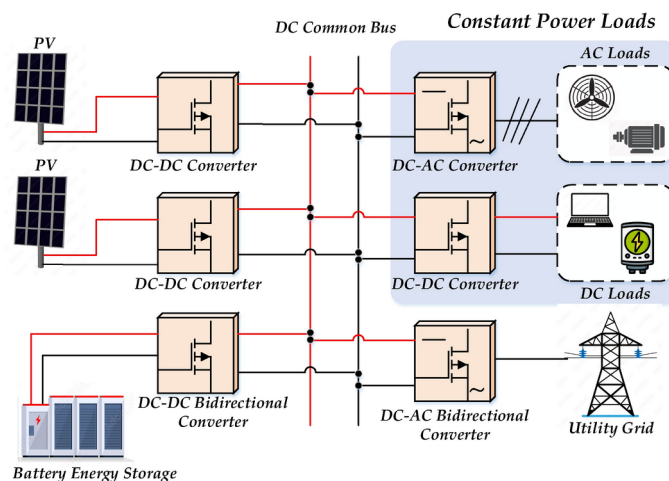 Constant Power Loads
DC Common Bus
PV
AC Loads
DC-DC Converter
DC-AC Converter
PV
DC-DC Converter
DC-DC Converter
DC Loads
DC-DC Bidirectional
Converter
DC-AC Bidirectional
Converter
Utility Grid
Battery Energy Storage